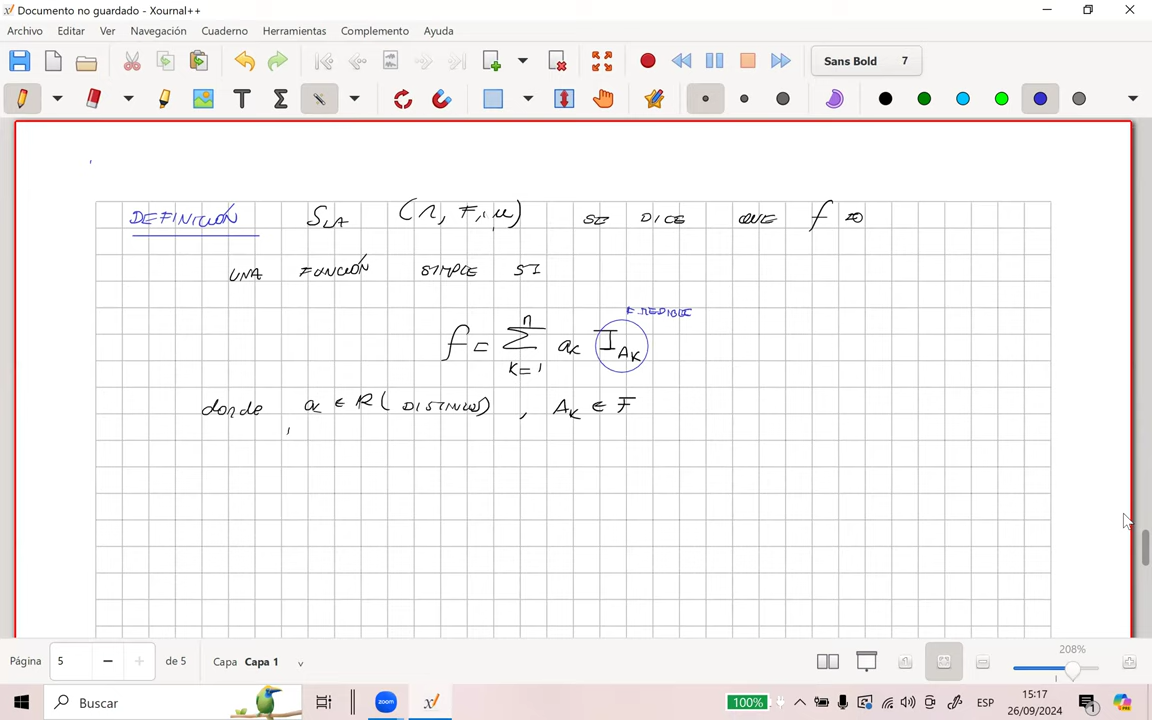 Documento no guardado - Xournal++
Archivo Editar Ver Navegación Cuaderno Herramientas Complemento Ayuda
Sans Bold 7
DEFINICIÓN SEA (Ω, F, μ) SE DICE QUE f ES
UNA FUNCIÓN SIMPLE SI
F-MEDIBLE
f = Σ_{k=1}^{n} a_k I_{A_k}
donde a_k ∈ R (DISTINTOS), A_k ∈ F
Página 5 de 5 Capa Capa 1 208%
Buscar zoom 100% ESP 15:17
26/09/2024